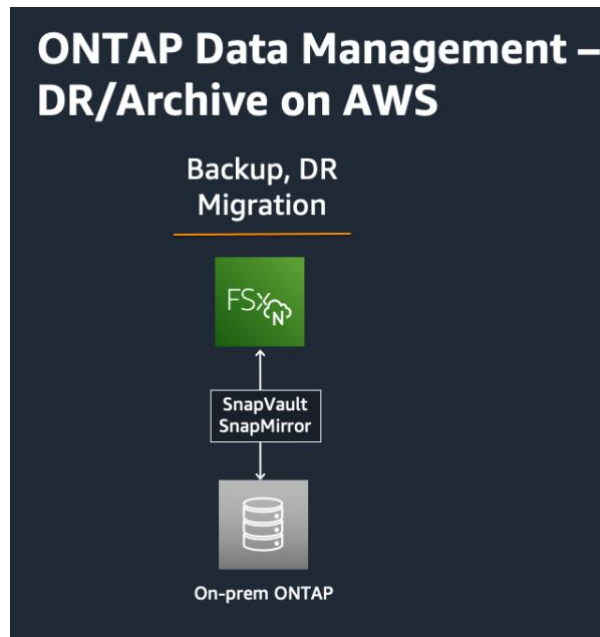 ONTAP Data Management –
DR/Archive on AWS
Backup, DR
Migration
FSx
N
SnapVault
SnapMirror
On-prem ONTAP